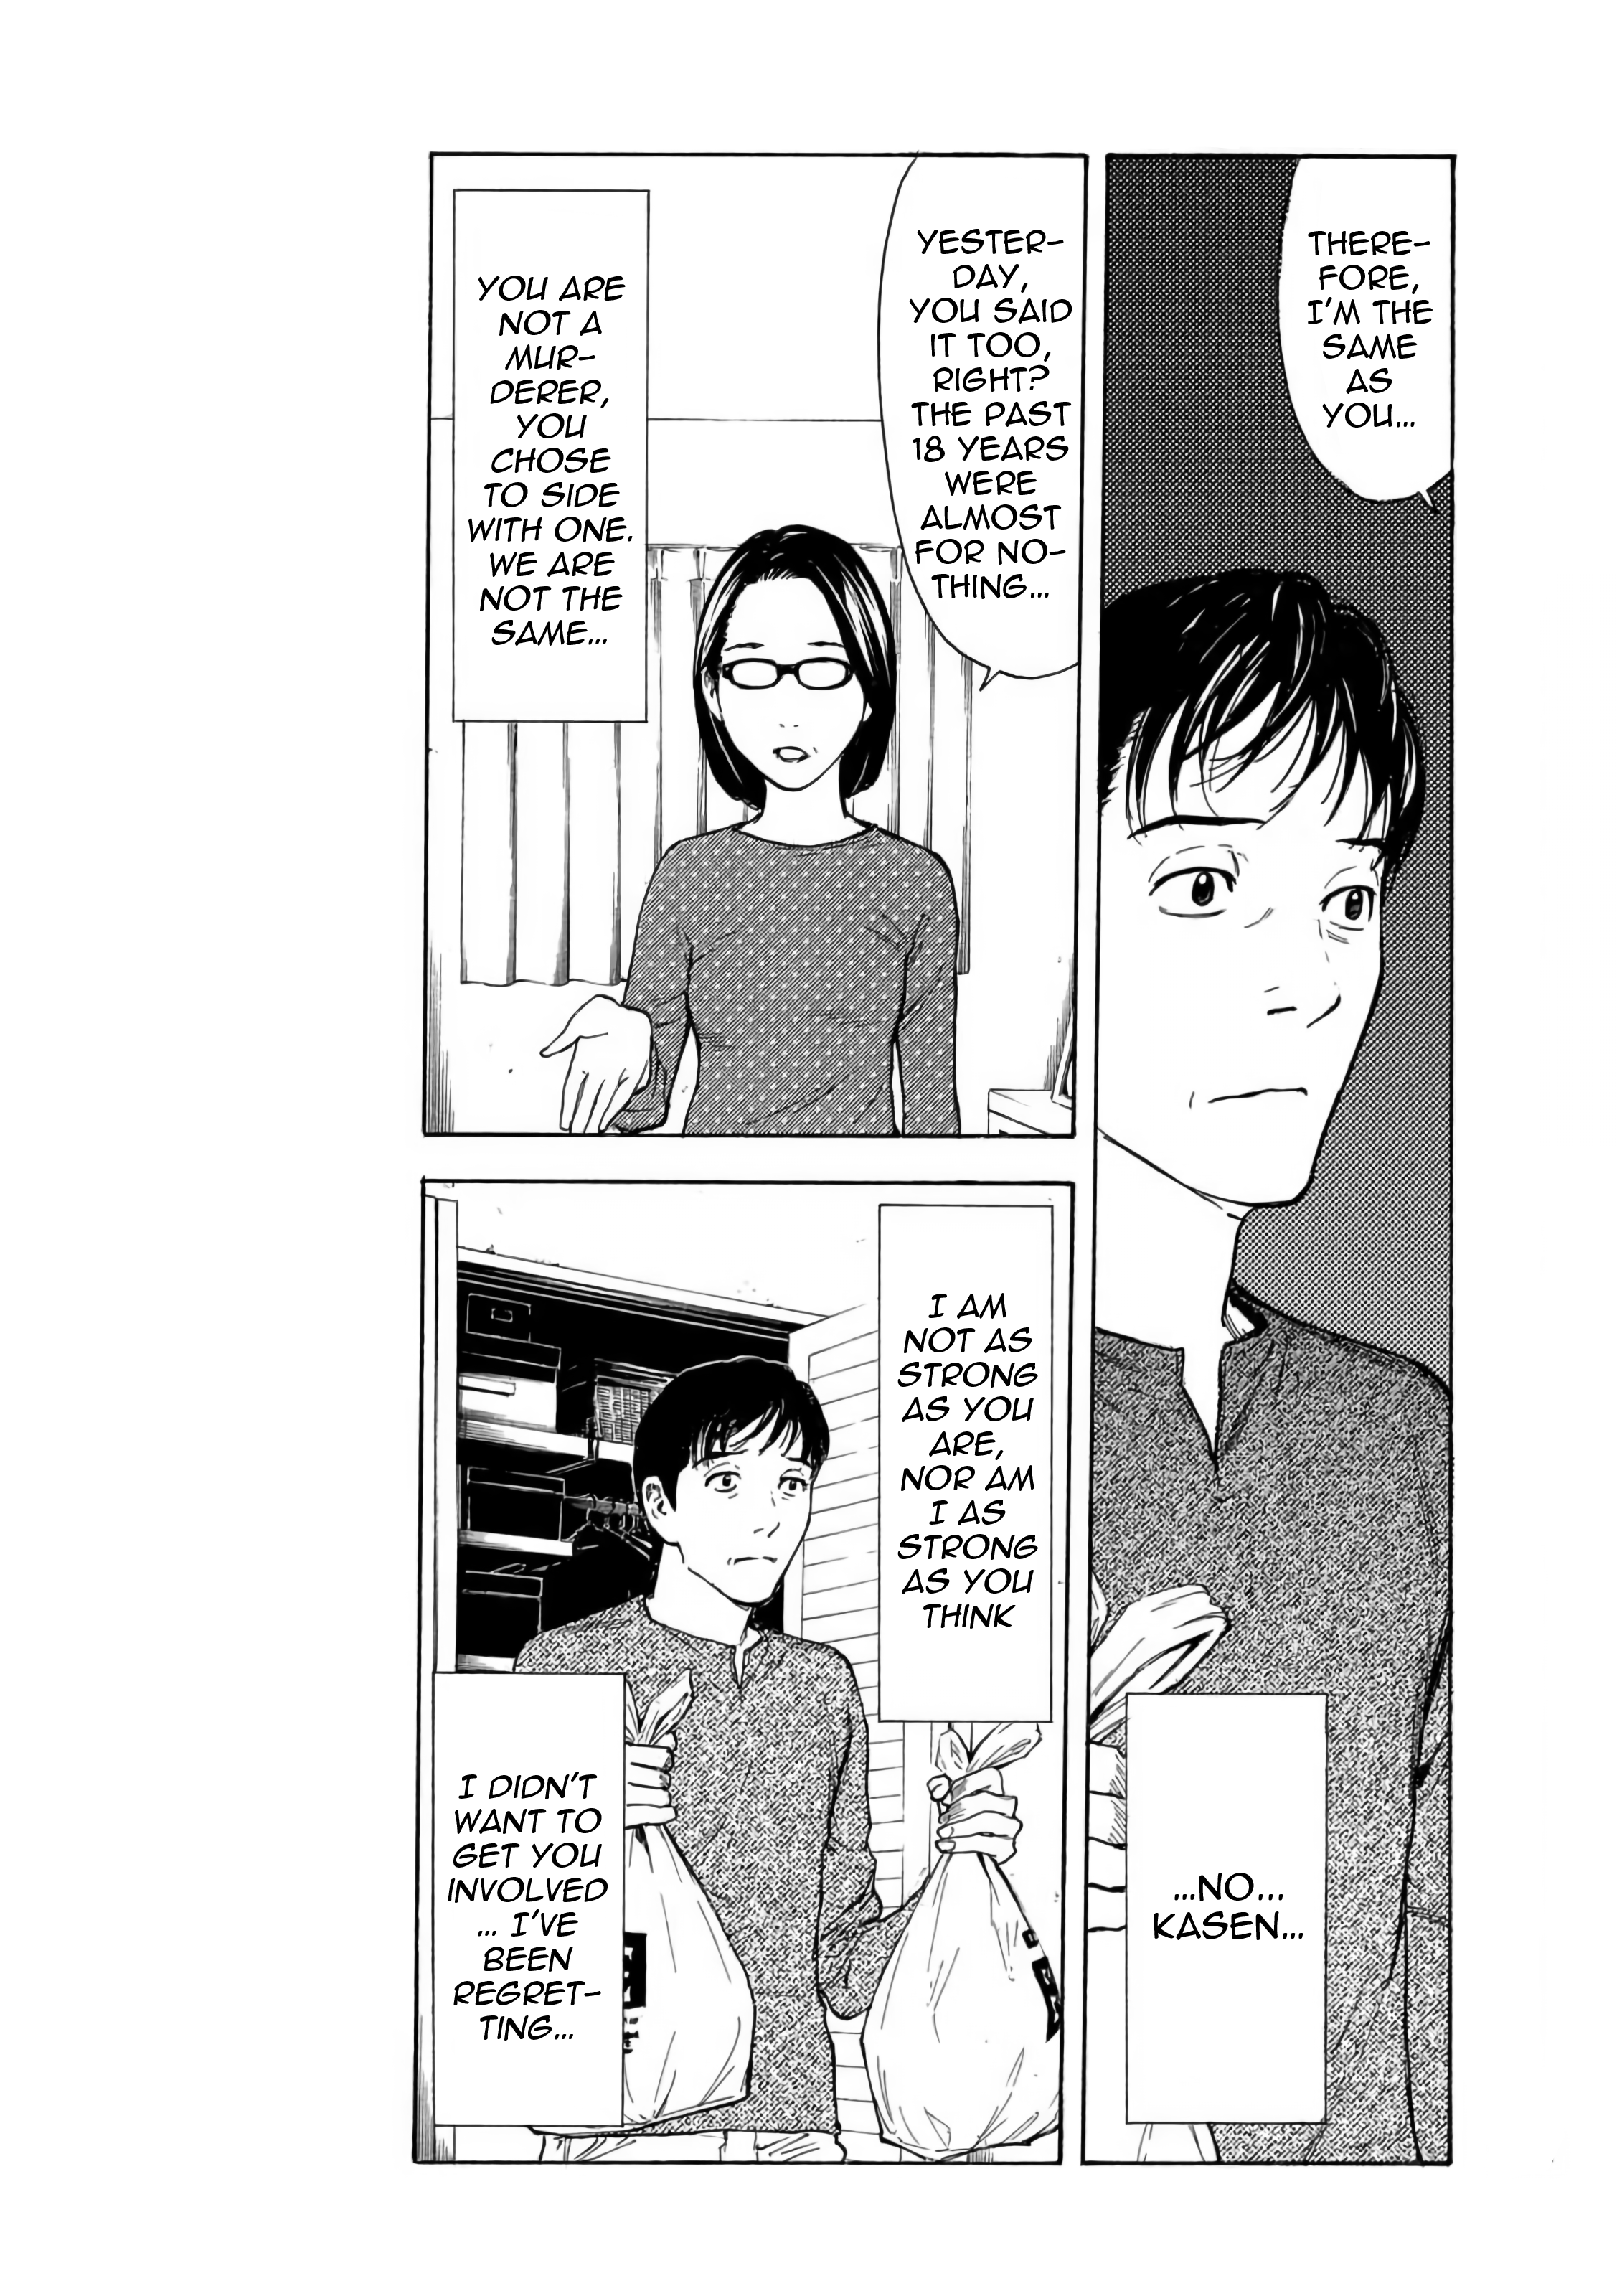 THERE-
FORE,
I'M THE
SAME
AS
YOU...
...NO...
KASEN...
YESTER-
DAY,
YOU SAID
IT TOO,
RIGHT?
THE PAST
18 YEARS
WERE
ALMOST
FOR NO-
THING...
YOU ARE
NOT A
MUR-
DERER,
YOU
CHOSE
TO SIDE
WITH ONE.
WE ARE
NOT THE
SAME...
I AM
NOT AS
STRONG
AS YOU
ARE,
NOR AM
I AS
STRONG
AS YOU
THINK
I DIDN'T
WANT TO
GET YOU
INVOLVED
... I'VE
BEEN
REGRET-
TING...